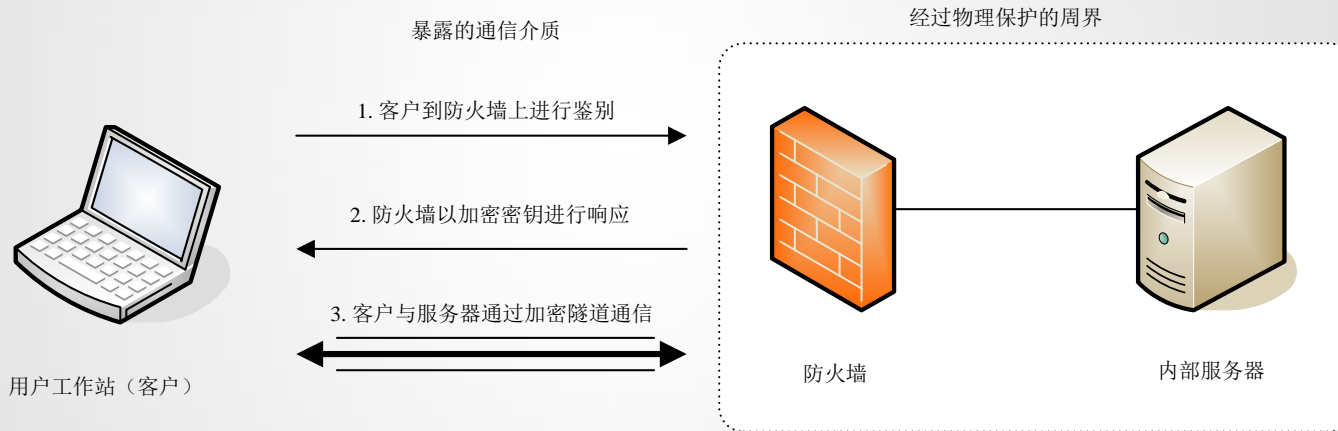 暴露的通信介质
经过物理保护的周界
1. 客户到防火墙上进行鉴别
2. 防火墙以加密密钥进行响应
3. 客户与服务器通过加密隧道通信
用户工作站（客户）
防火墙
内部服务器